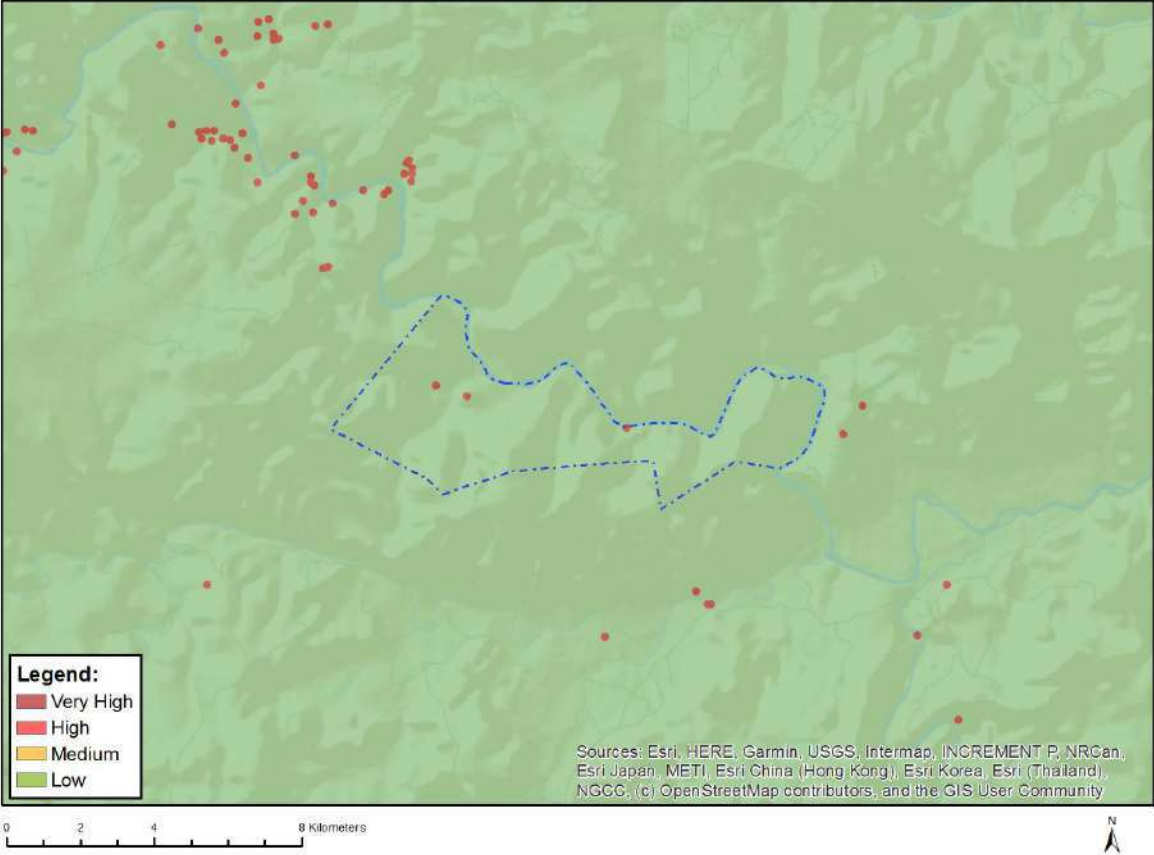 Legend:
Very High
High
Medium
Low
Sources: Esri, HERE, Garmin, USGS, Intermap, INCREMENT P, NRCan,
Esri Japan, METI, Esri China (Hong Kong), Esri Korea, Esri (Thailand),
NGCC, (c) OpenStreetMap contributors, and the GIS User Community
0 2 4 8 Kilometers
N